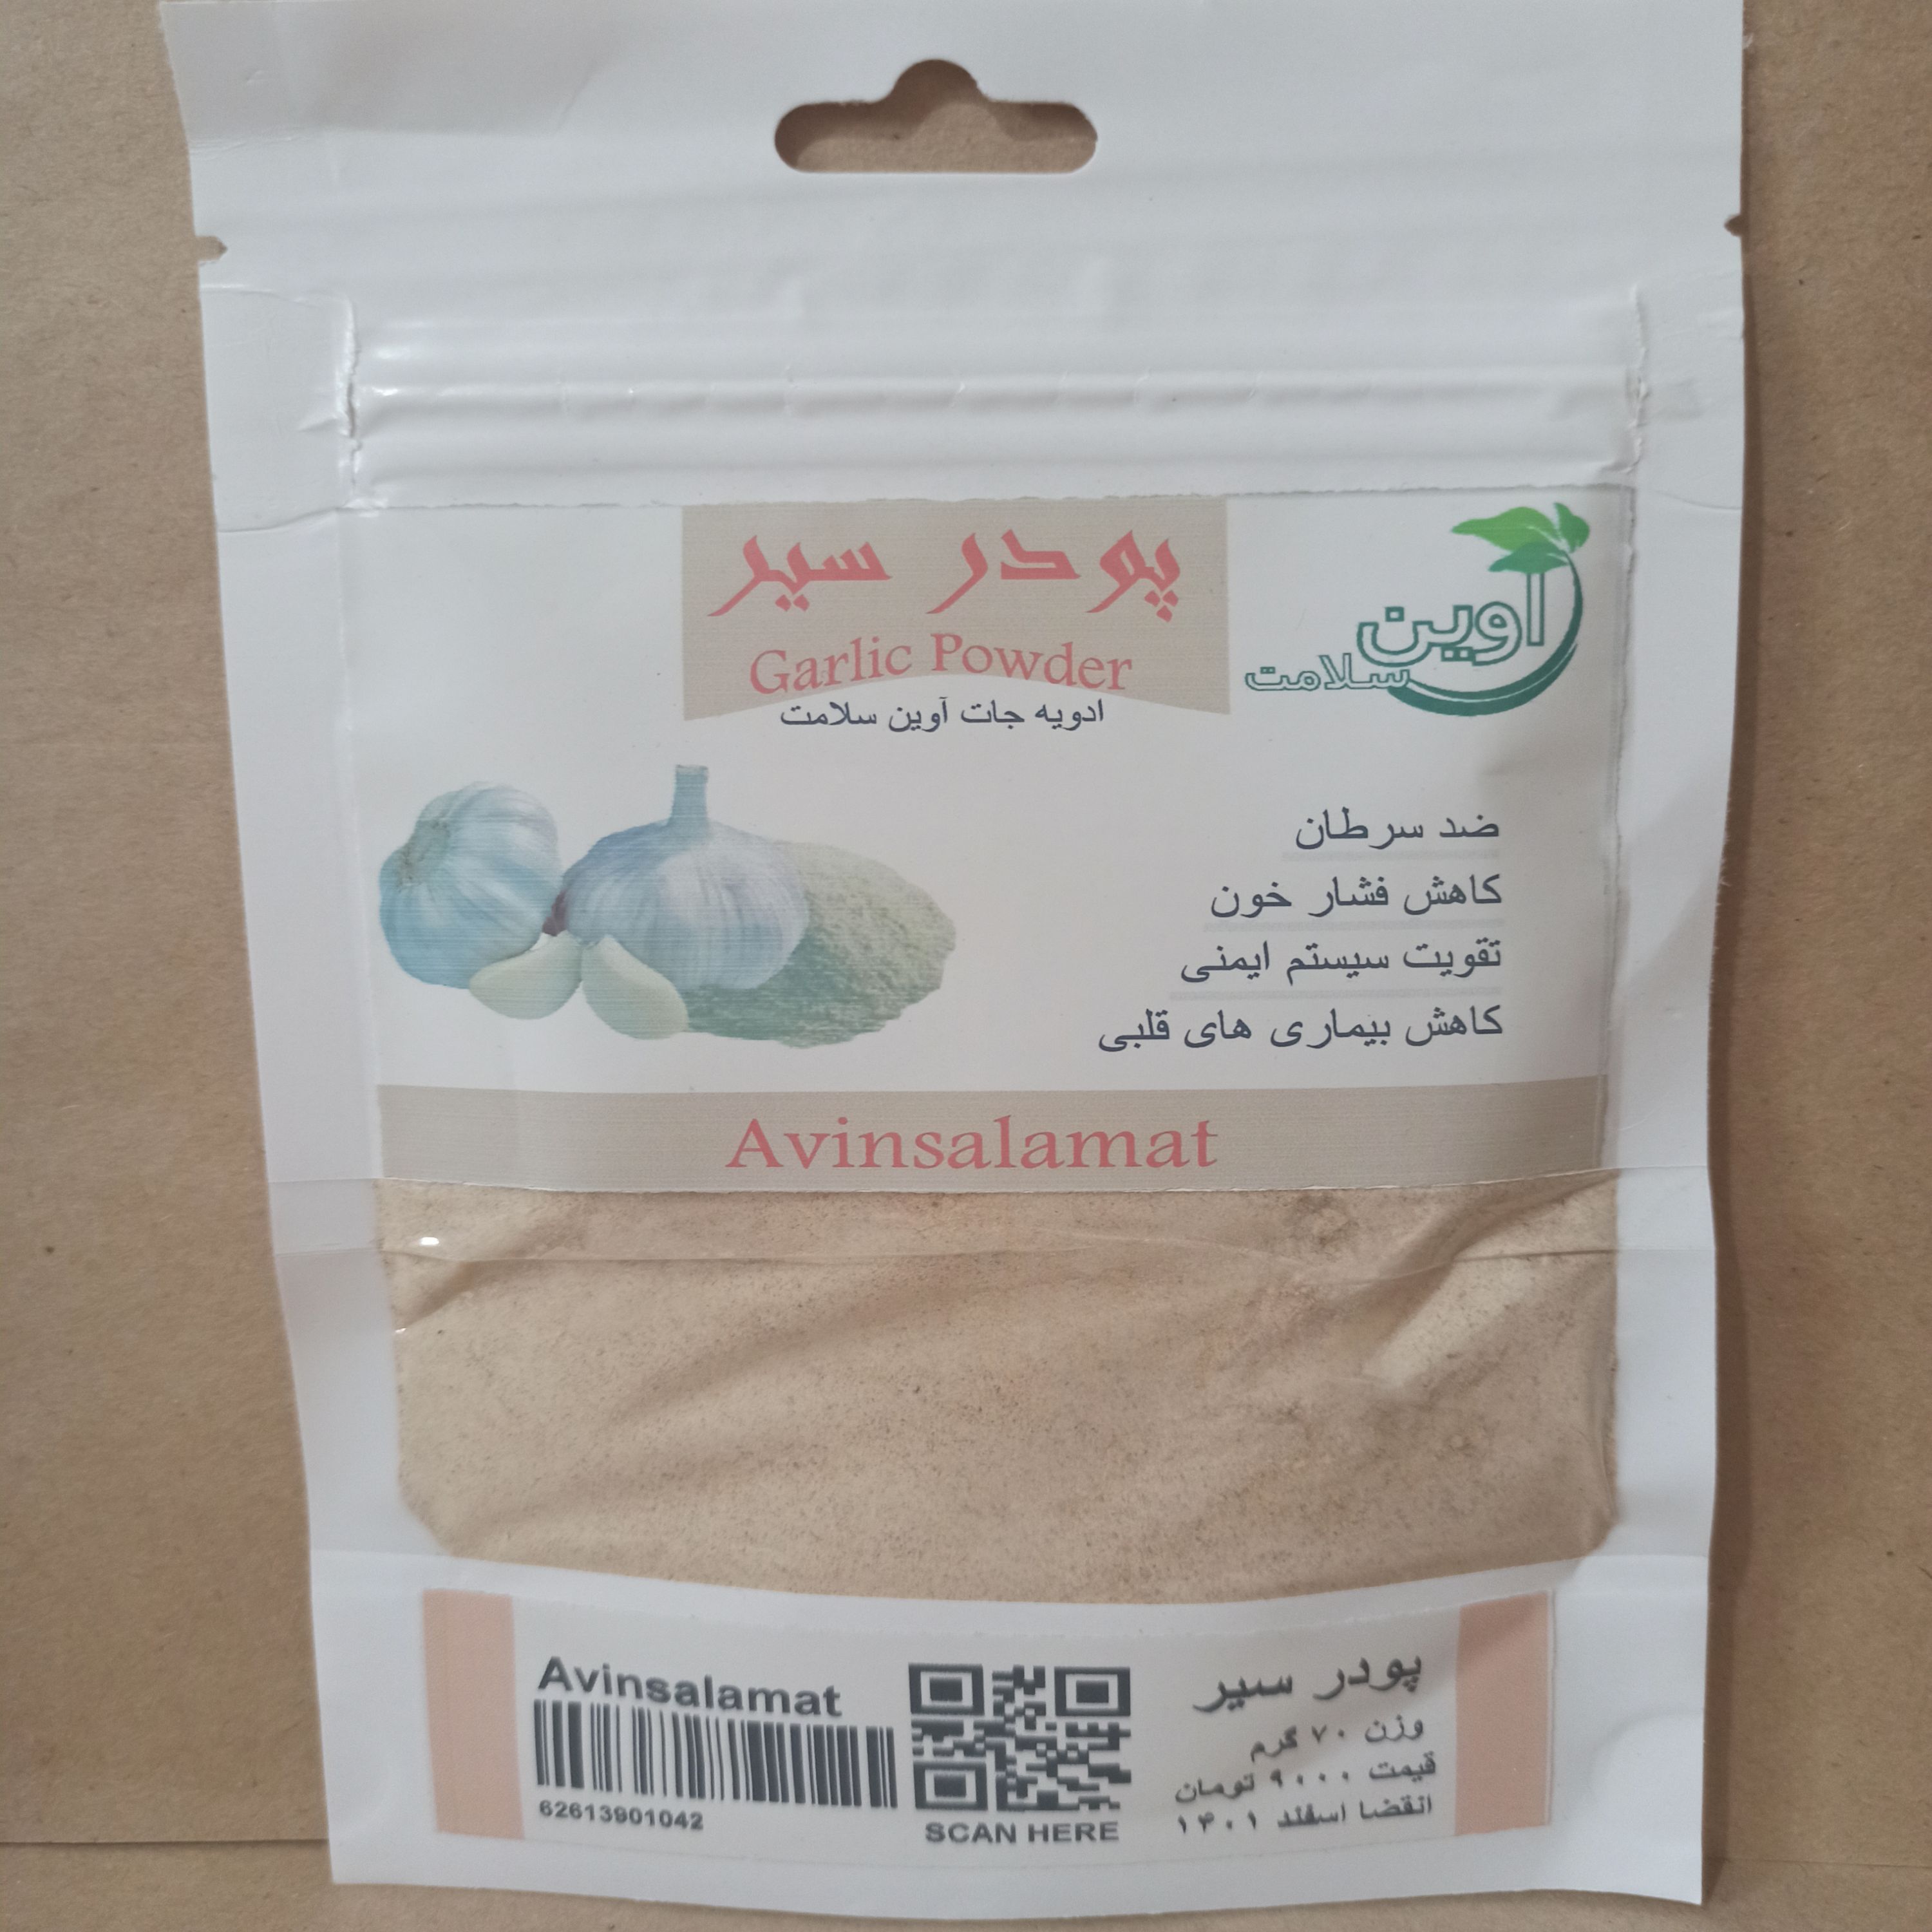 پودر سیر
Garlic Powder
ادویه جات آوین سلامت
آوین
سلامت
ضد سرطان
کاهش فشار خون
تقویت سیستم ایمنی
کاهش بیماری های قلبی
Avinsalamat
Avinsalamat
62613901042
SCAN HERE
پودر سیر
وزن ۷۰ گرم
قیمت ۹۰۰۰ تومان
انقضا اسفند ۱۴۰۱